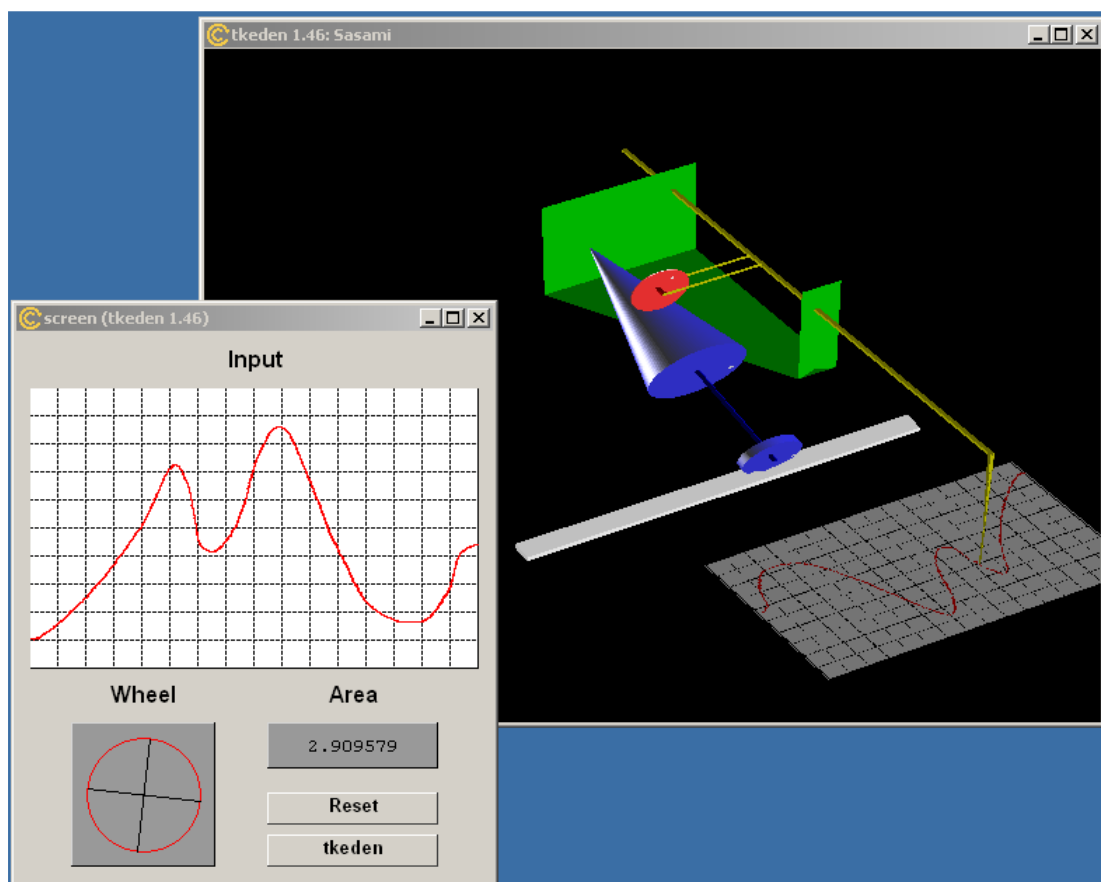 tkeden 1.46: Sasami
screen (tkeden 1.46)
Input
Wheel
Area
2.909579
Reset
tkeden